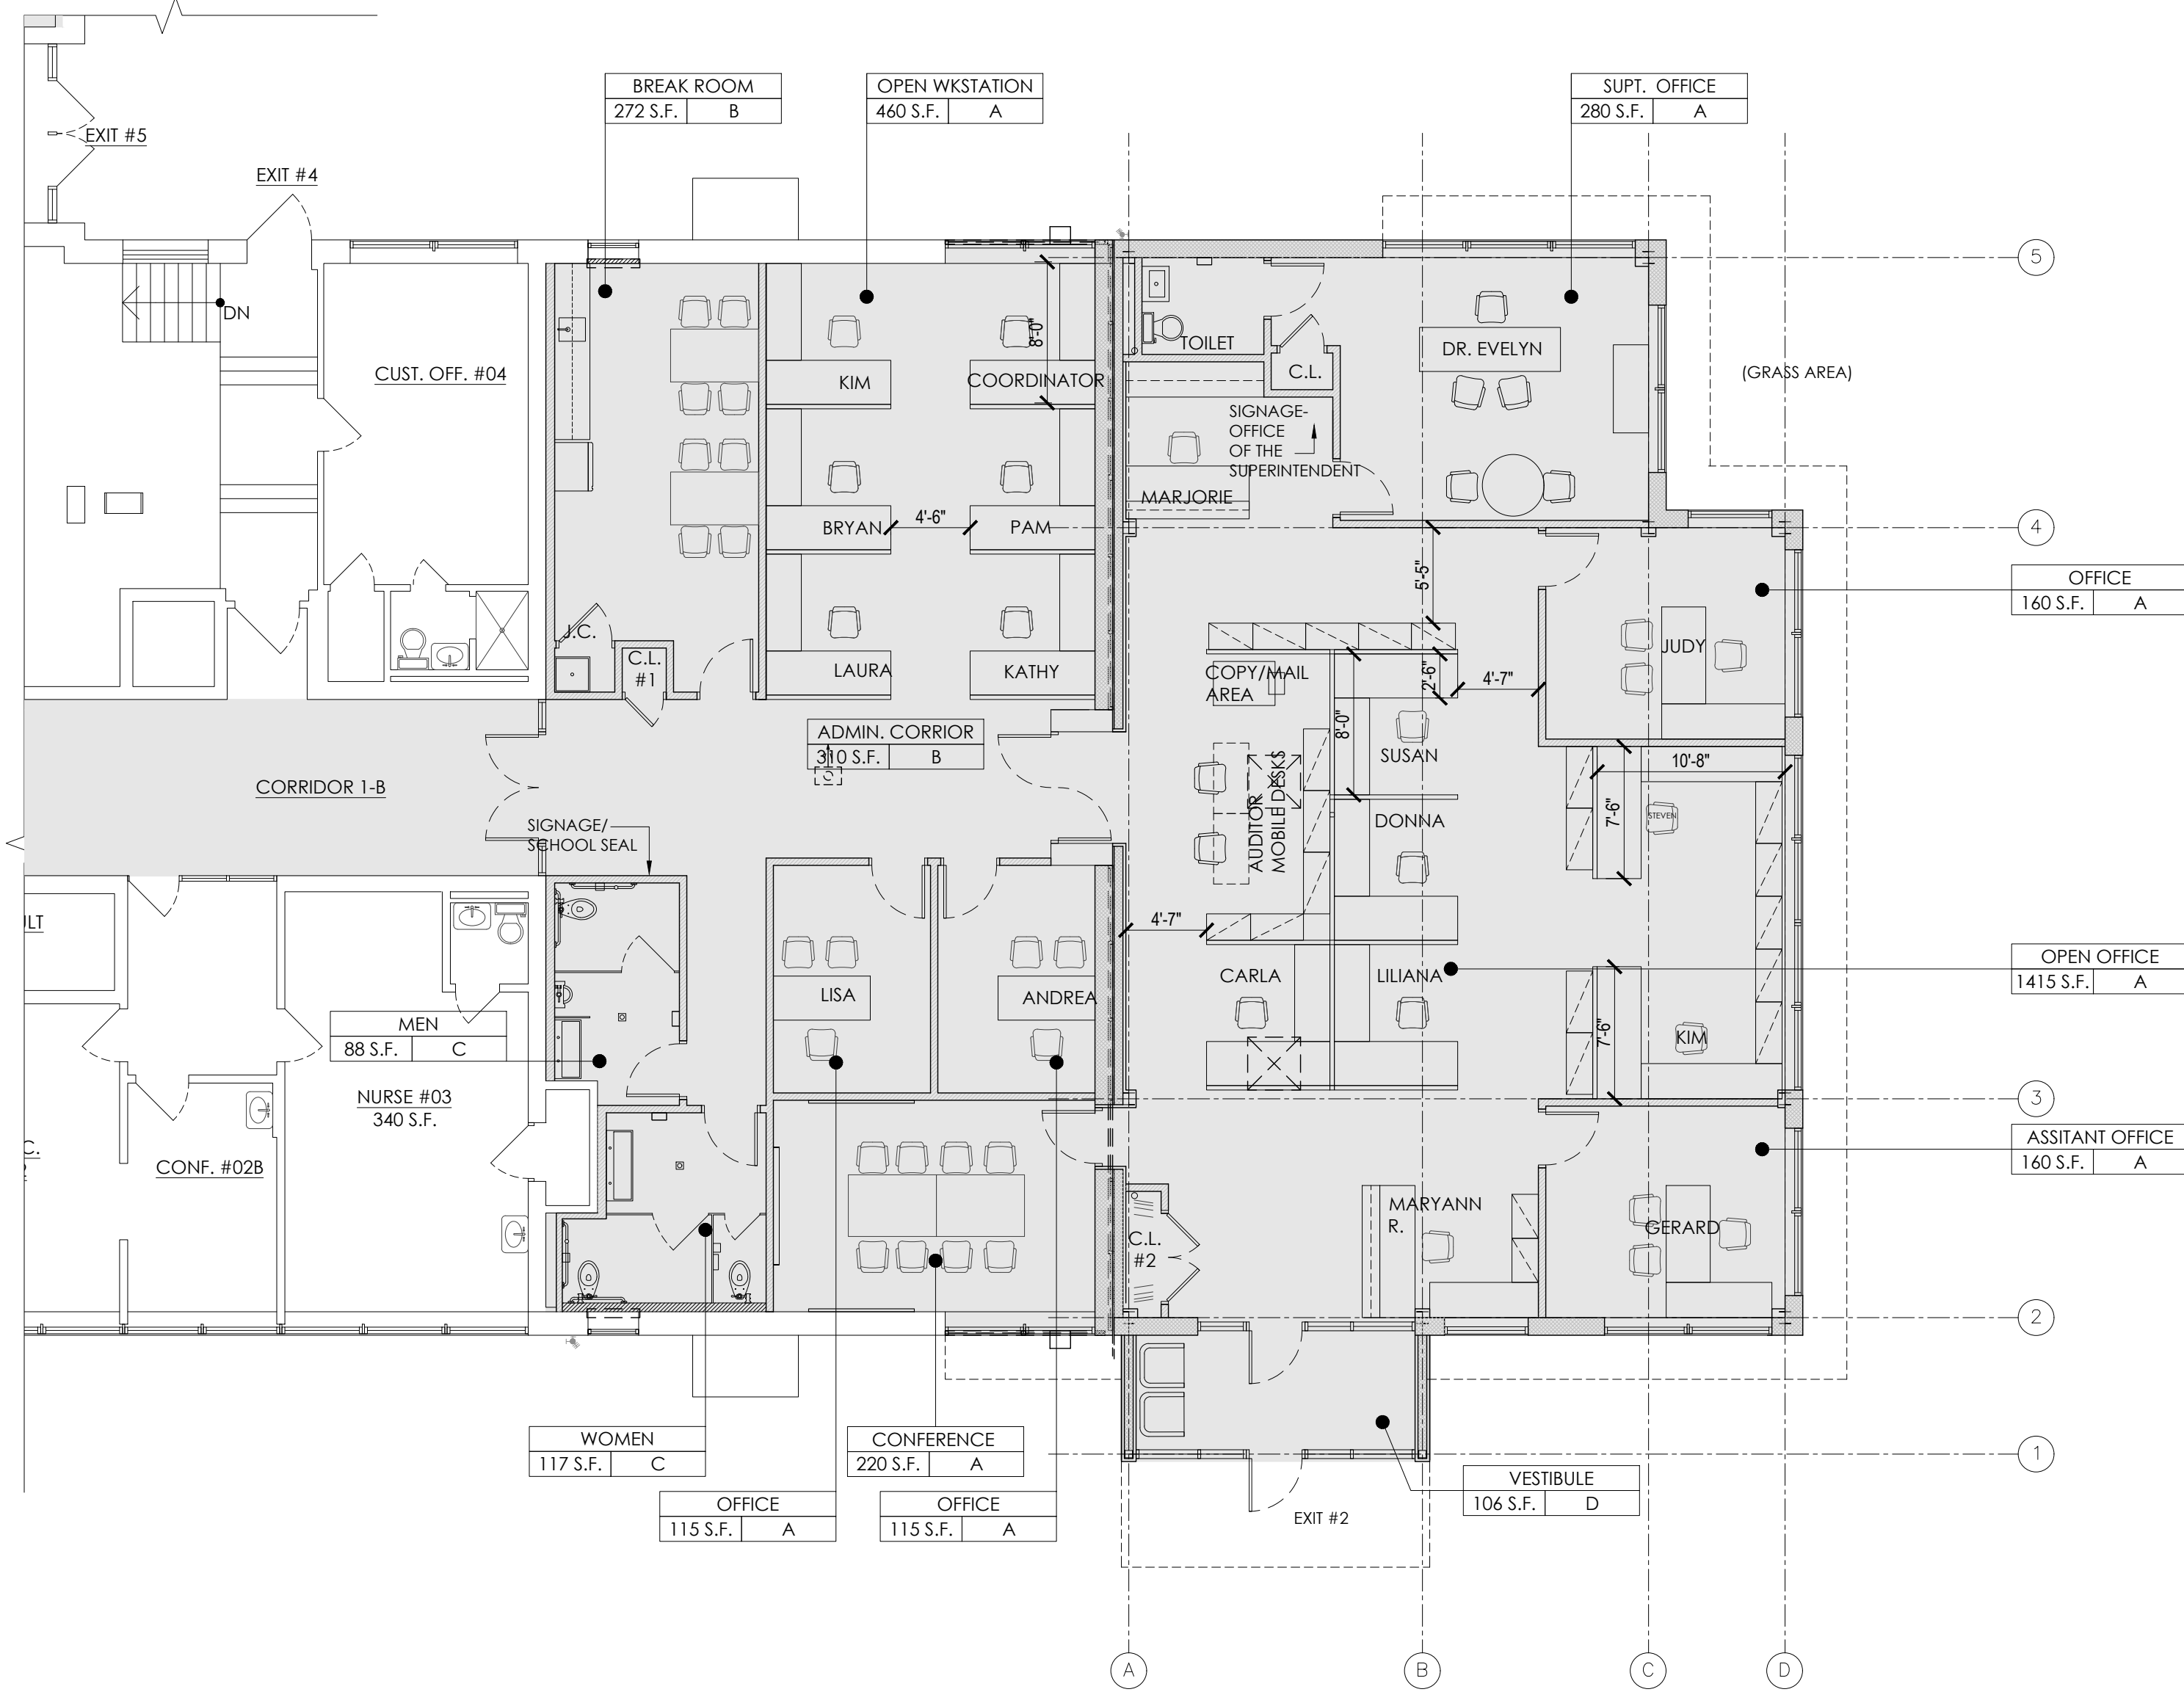 BREAK ROOM
272 S.F. B
OPEN WKSTATION
460 S.F. A
SUPT. OFFICE
280 S.F. A
EXIT #5
EXIT #4
5
DN
8'-0"
TOILET
DR. EVELYN
C.L.
(GRASS AREA)
CUST. OFF. #04
KIM
COORDINATOR
SIGNAGE-
OFFICE
OF THE
SUPERINTENDENT
MARJORIE
BRYAN
4'-6"
PAM
4
5'-5"
OFFICE
160 S.F. A
J.C.
C.L.
#1
LAURA
KATHY
COPY/MAIL
AREA
2'-6"
4'-7"
JUDY
8'-0"
SUSAN
ADMIN. CORRIOR
310 S.F. B
10'-8"
CORRIDOR 1-B
AUDITOR
MOBILE DESKS
7'-6"
STEVEN
SIGNAGE/
SCHOOL SEAL
DONNA
4'-7"
OPEN OFFICE
1415 S.F. A
CARLA
LILIANA
LISA
ANDREA
MEN
88 S.F. C
7'-6"
KIM
NURSE #03
340 S.F.
3
ASSITANT OFFICE
160 S.F. A
CONF. #02B
MARYANN
R.
GERARD
C.L.
#2
2
WOMEN
117 S.F. C
CONFERENCE
220 S.F. A
1
VESTIBULE
106 S.F. D
OFFICE
115 S.F. A
OFFICE
115 S.F. A
EXIT #2
A
B
C
D